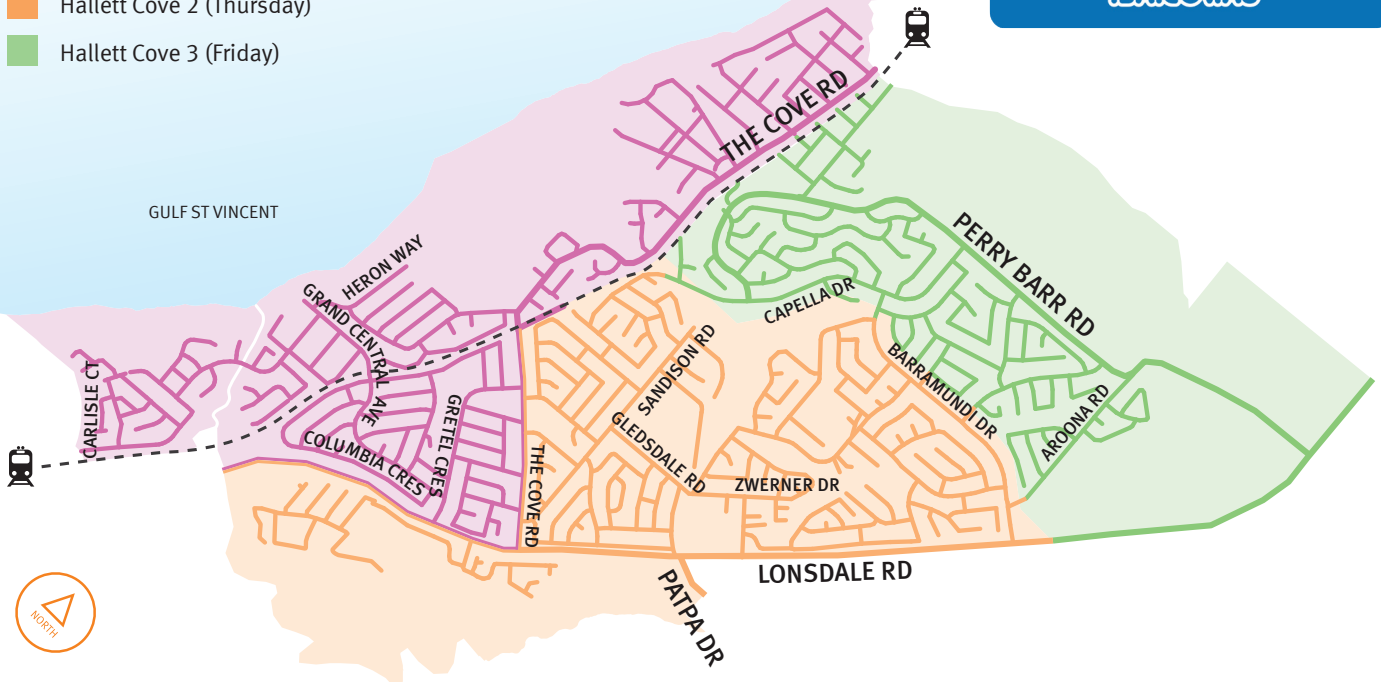 Hallett Cove 2 (Thursday)
Hallett Cove 3 (Friday)
THE COVE RD
GULF ST VINCENT
PERRY BARR RD
HERON WAY
GRAND CENTRAL AVE
CAPELLA DR
SANDISON RD
BARRAMUNDI DR
CARLISLE CT
GRETEL CRES
AROONA RD
GLEDSDALE RD
COLUMBIA CRES
THE COVE RD
ZWERNER DR
LONSDALE RD
PATPA DR
NORTH